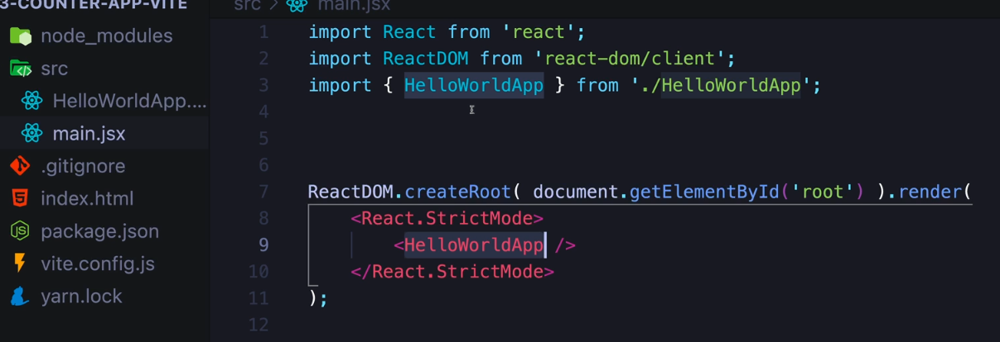 3-COUNTER-APP-VITE
node_modules
src
HelloWorldApp....
main.jsx
.gitignore
index.html
package.json
vite.config.js
yarn.lock
src > main.jsx
1 import React from 'react';
2 import ReactDOM from 'react-dom/client';
3 import { HelloWorldApp } from './HelloWorldApp';
4
5
6
7 ReactDOM.createRoot( document.getElementById('root') ).render(
8 <React.StrictMode>
9 <HelloWorldApp />
10 </React.StrictMode>
11 );
12